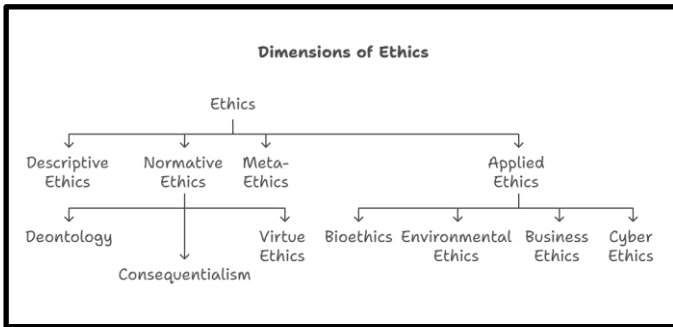 Dimensions of Ethics
Ethics
Descriptive
Ethics
Normative
Ethics
Meta-
Ethics
Applied
Ethics
Deontology
Consequentialism
Virtue
Ethics
Bioethics
Environmental
Ethics
Business
Ethics
Cyber
Ethics